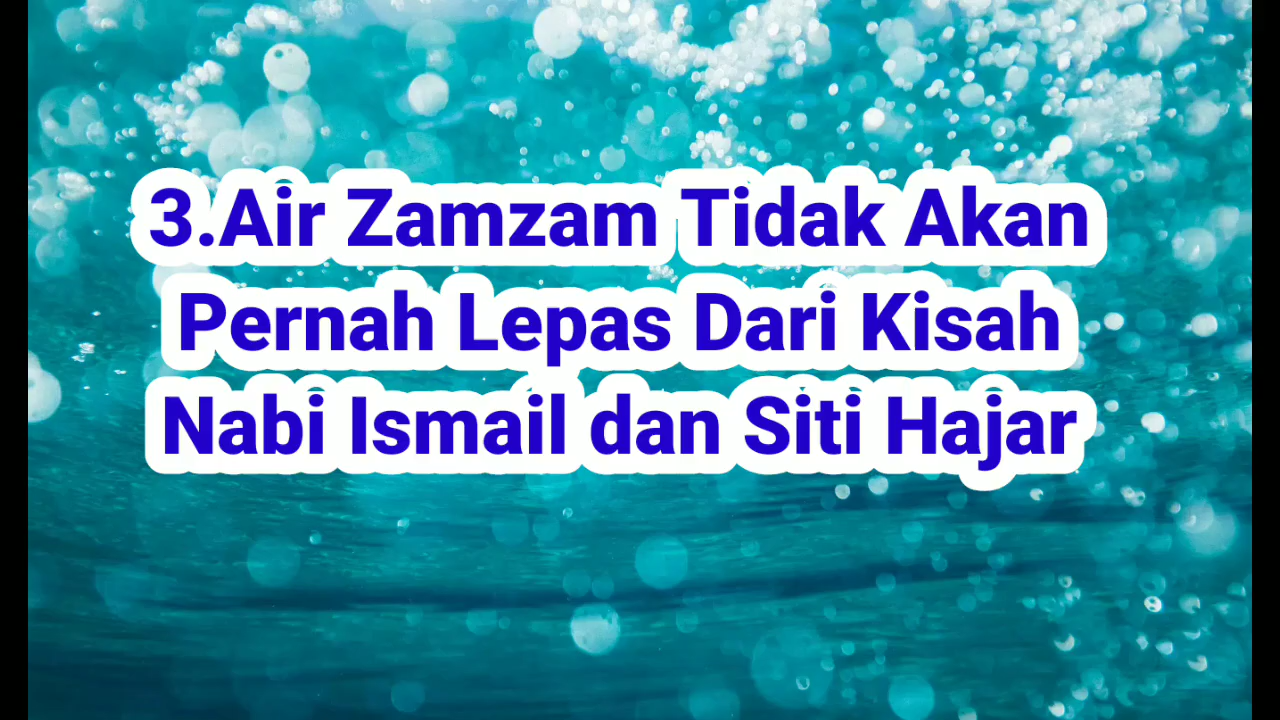 3.Air Zamzam Tidak Akan
Pernah Lepas Dari Kisah
Nabi Ismail dan Siti Hajar